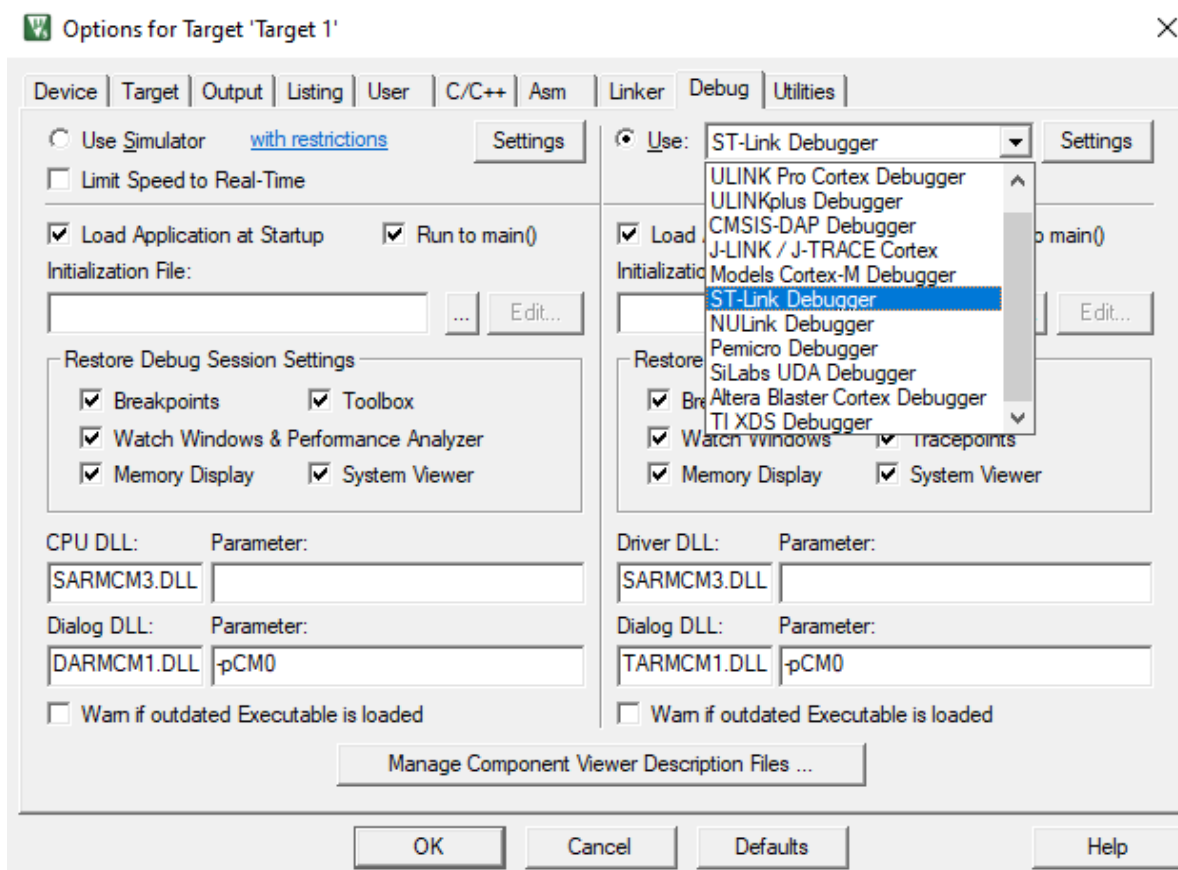 Options for Target 'Target 1'
Device Target Output Listing User C/C++ Asm Linker Debug Utilities
Use Simulator with restrictions Settings
Limit Speed to Real-Time
Load Application at Startup Run to main()
Initialization File:
... Edit...
Restore Debug Session Settings
Breakpoints Toolbox
Watch Windows & Performance Analyzer
Memory Display System Viewer
CPU DLL: Parameter:
SARMCM3.DLL
Dialog DLL: Parameter:
DARMCM1.DLL -pCM0
Warn if outdated Executable is loaded
Use: ST-Link Debugger Settings
ULINK Pro Cortex Debugger
ULINKplus Debugger
CMSIS-DAP Debugger
J-LINK / J-TRACE Cortex
Models Cortex-M Debugger
ST-Link Debugger
NULink Debugger
Pemicro Debugger
SiLabs UDA Debugger
Altera Blaster Cortex Debugger
TI XDS Debugger
Load main()
Edit...
Restore
Watch Windows Tracepoints
Memory Display System Viewer
Driver DLL: Parameter:
SARMCM3.DLL
Dialog DLL: Parameter:
TARMCM1.DLL -pCM0
Warn if outdated Executable is loaded
Manage Component Viewer Description Files ...
OK Cancel Defaults Help